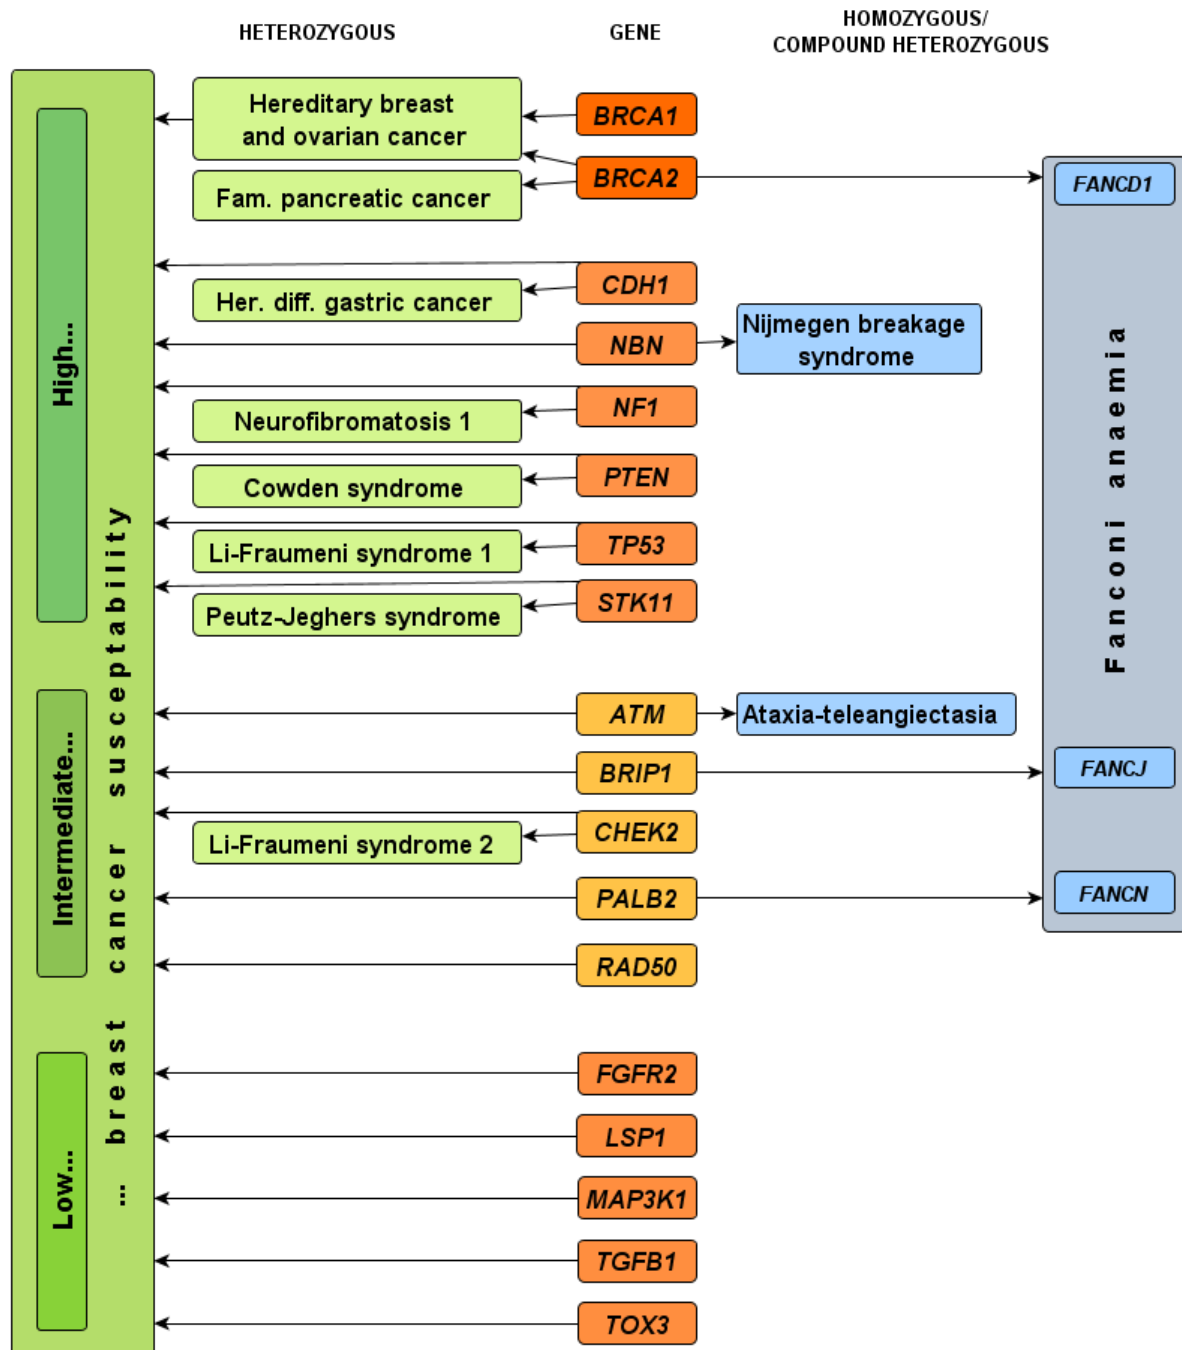 HETEROZYGOUS
GENE
HOMOZYGOUS/
COMPOUND HETEROZYGOUS
Hereditary breast
and ovarian cancer
BRCA1
Fam. pancreatic cancer
BRCA2
FANCD1
Her. diff. gastric cancer
CDH1
NBN
Nijmegen breakage
syndrome
Neurofibromatosis 1
NF1
Cowden syndrome
PTEN
Li-Fraumeni syndrome 1
TP53
Peutz-Jeghers syndrome
STK11
ATM
Ataxia-teleangiectasia
BRIP1
FANCJ
Li-Fraumeni syndrome 2
CHEK2
PALB2
FANCN
RAD50
FGFR2
LSP1
MAP3K1
TGFB1
TOX3
High...
Intermediate...
Low...
... breast cancer susceptability
Fanconi anaemia